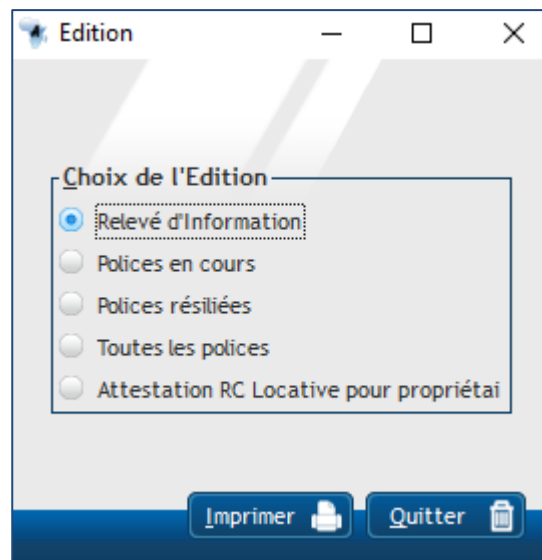 Edition
Choix de l'Edition
Relevé d'Information
Polices en cours
Polices résiliées
Toutes les polices
Attestation RC Locative pour propriétai
Imprimer
Quitter